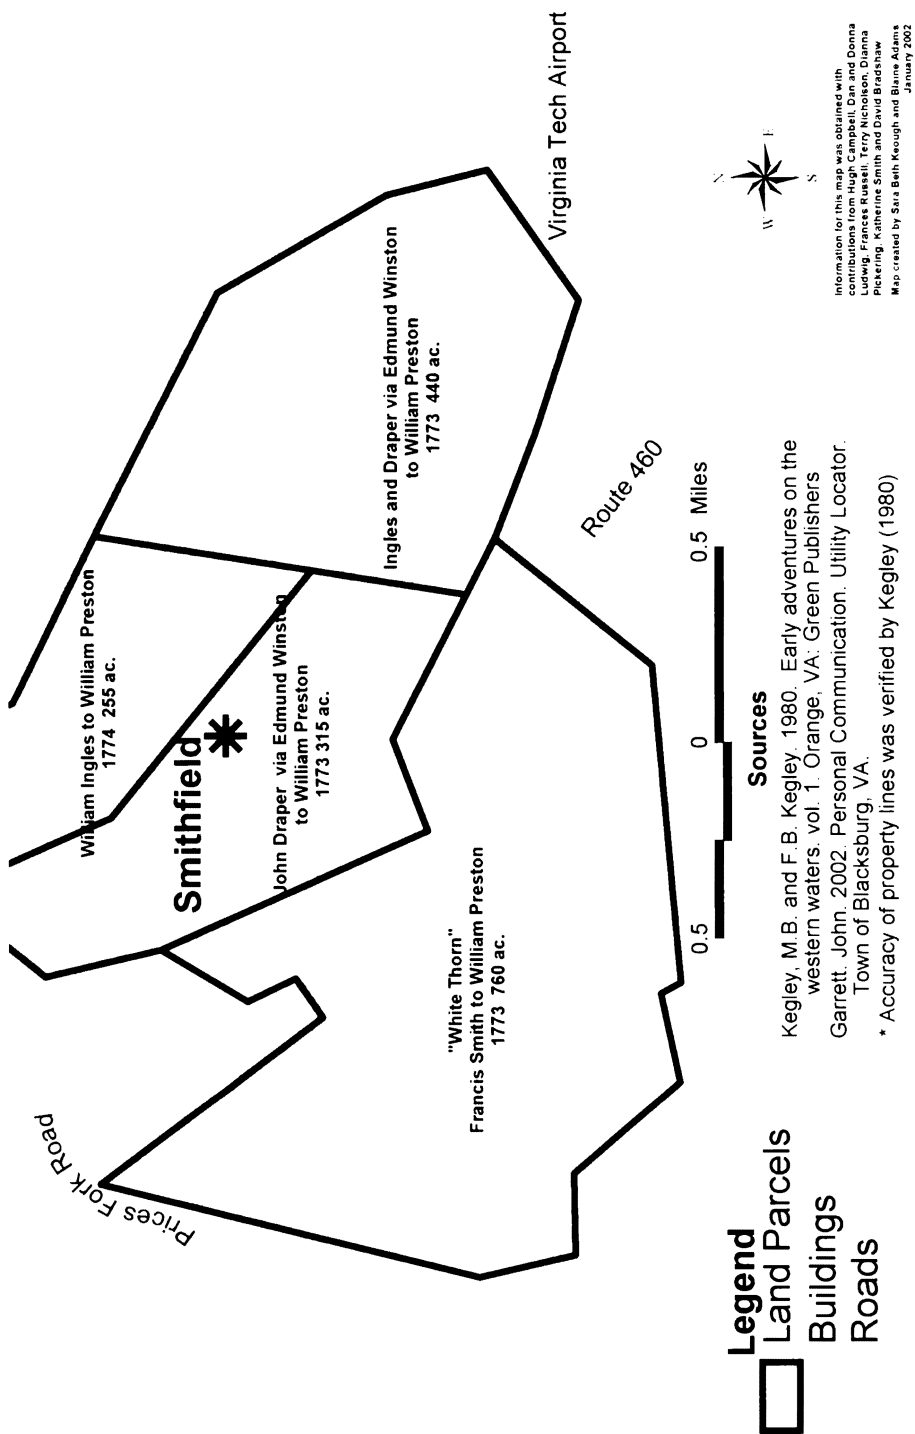 William Ingles to William Preston
1774 255 ac.
Smithfield
John Draper via Edmund Winston
to William Preston
1773 315 ac.
Ingles and Draper via Edmund Winston
to William Preston
1773 440 ac.
Virginia Tech Airport
Prices Fork Road
"White Thorn"
Francis Smith to William Preston
1773 760 ac.
Route 460
N
W E
S
0.5 0 0.5 Miles
Legend
Land Parcels
Buildings
Roads
Sources
Kegley, M.B. and F.B. Kegley. 1980. Early adventures on the
western waters. vol. 1. Orange, VA: Green Publishers
Garrett. John. 2002. Personal Communication. Utility Locator.
Town of Blacksburg, VA.
* Accuracy of property lines was verified by Kegley (1980)
Information for this map was obtained with
contributions from Hugh Campbell, Dan and Donna
Ludwig, Frances Russell, Terry Nicholson, Dianna
Pickering, Katherine Smith and David Bradshaw
Map created by Sara Beth Keough and Blaine Adams
January 2002